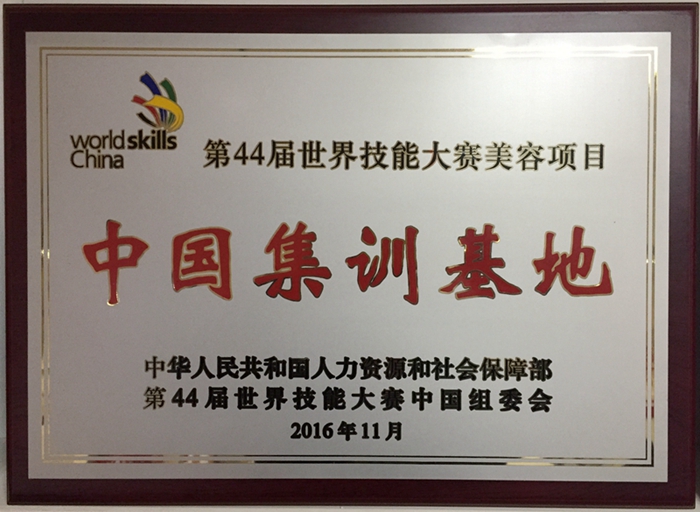 worldskills
China
第44届世界技能大赛美容项目
中国集训基地
中华人民共和国人力资源和社会保障部
第44届世界技能大赛中国组委会
2016年11月